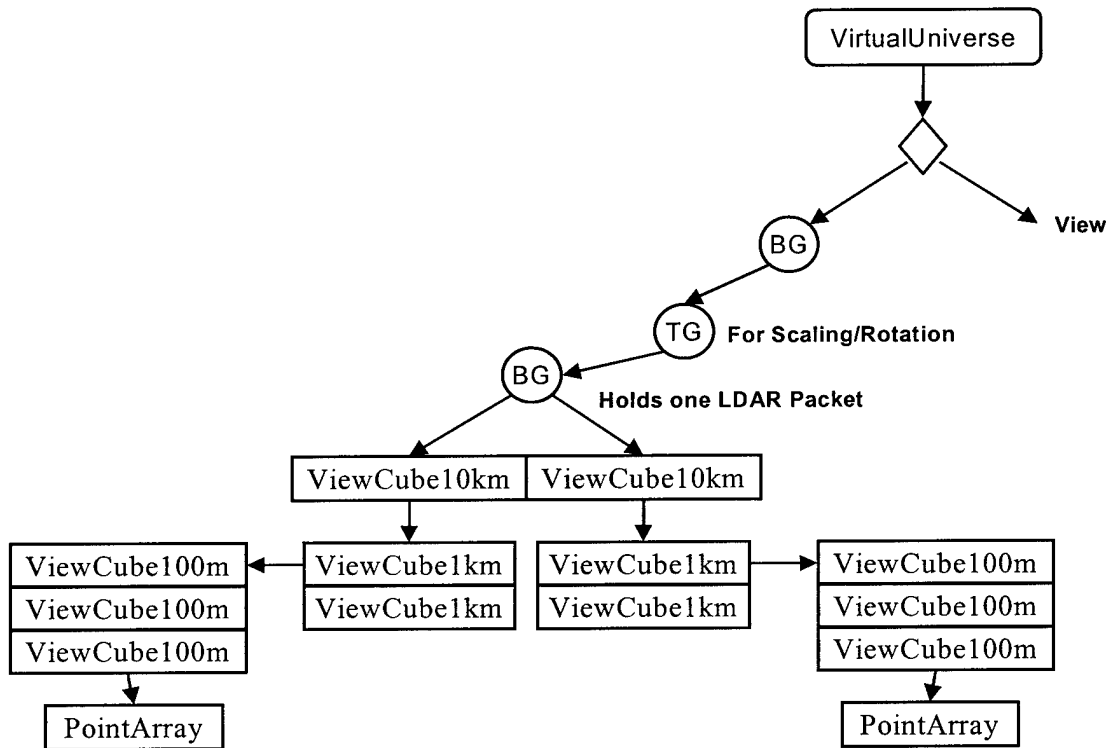 VirtualUniverse
View
BG
TG
For Scaling/Rotation
BG
Holds one LDAR Packet
ViewCube10km
ViewCube10km
ViewCube100m
ViewCube100m
ViewCube100m
ViewCube1km
ViewCube1km
ViewCube1km
ViewCube1km
ViewCube100m
ViewCube100m
ViewCube100m
PointArray
PointArray